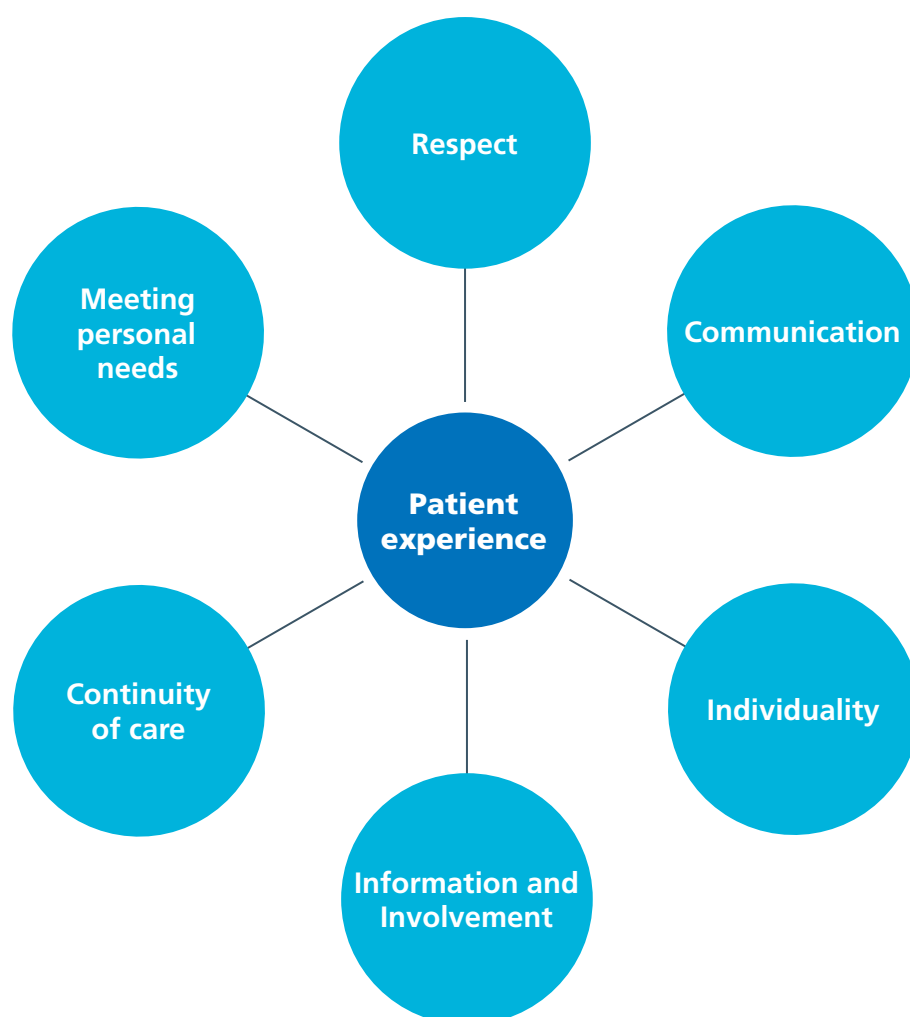 Respect
Communication
Meeting
personal
needs
Patient
experience
Individuality
Continuity
of care
Information and
Involvement